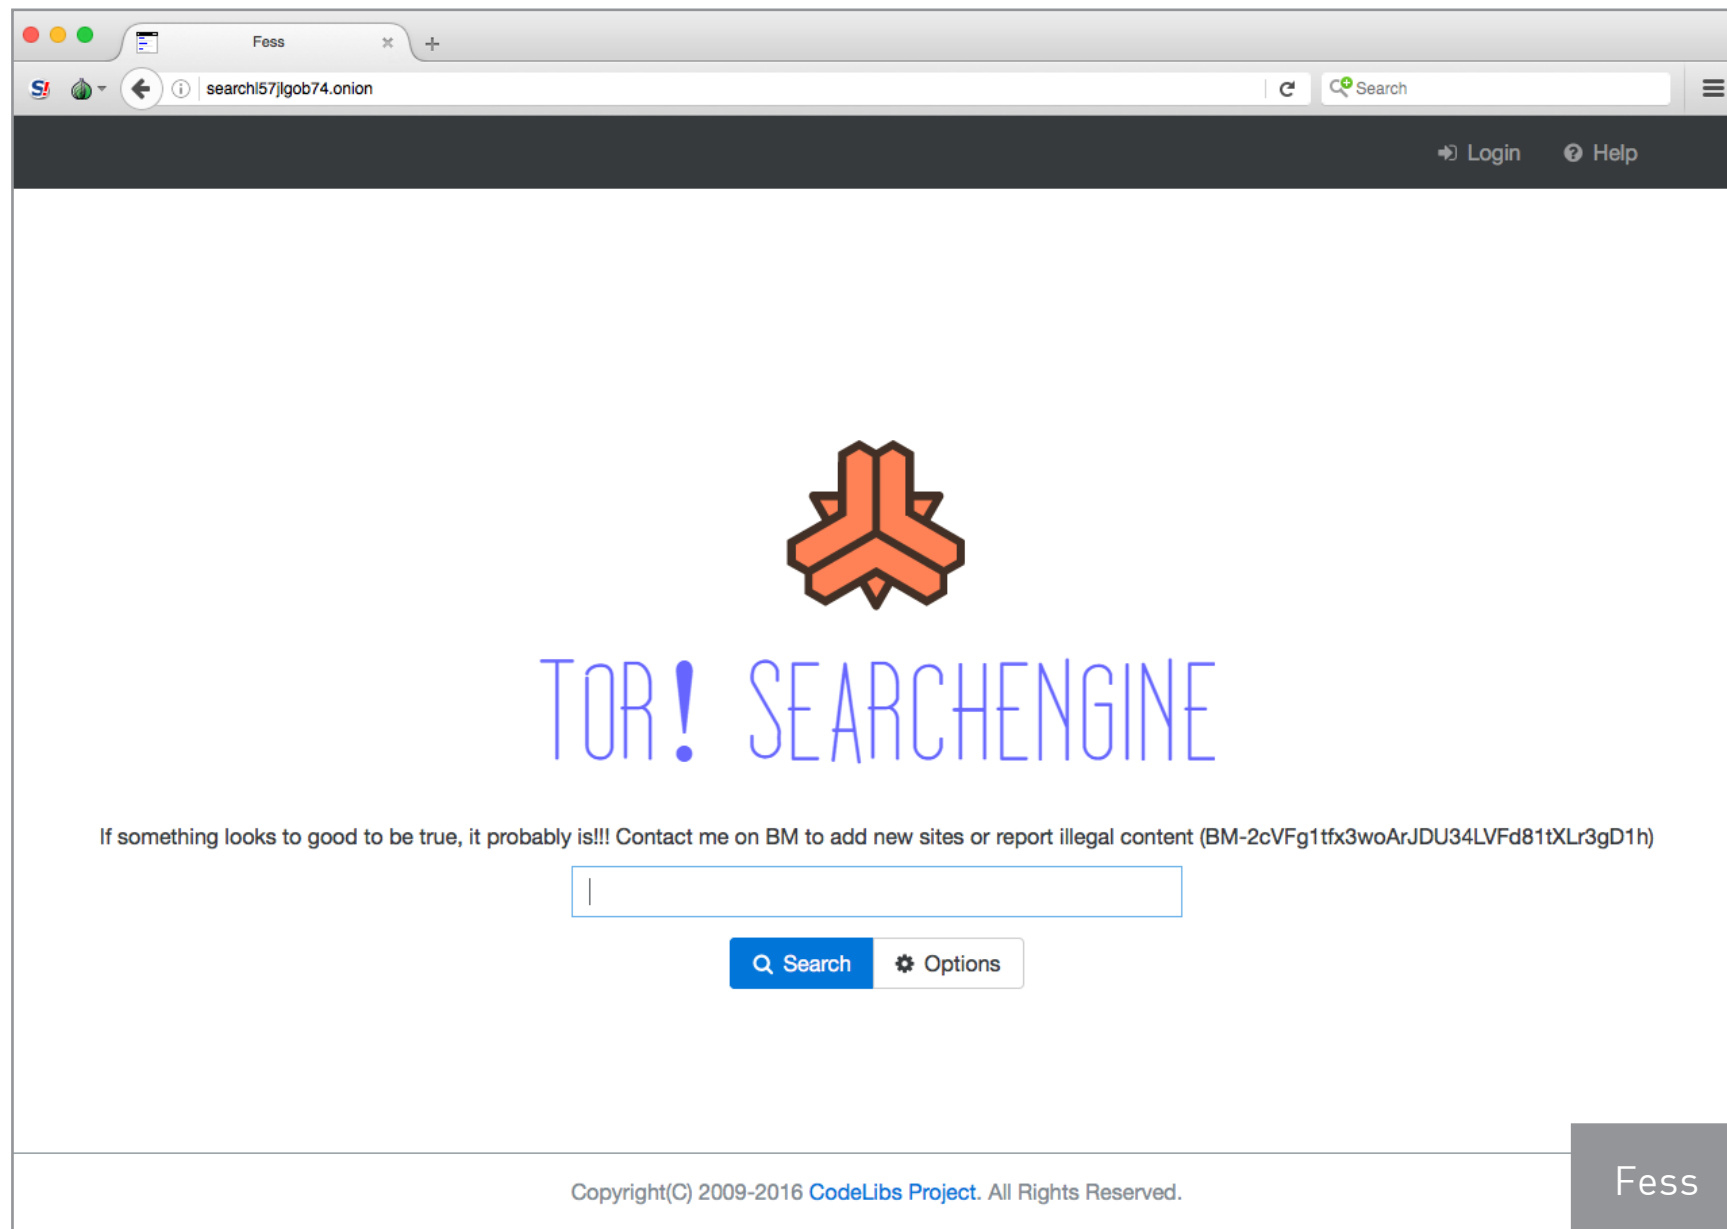 Fess
S!
searchl57jlgob74.onion
Search
Login
Help
TOR! SEARCHENGINE
If something looks to good to be true, it probably is!!! Contact me on BM to add new sites or report illegal content (BM-2cVFg1tfx3woArJDU34LVFd81tXLr3gD1h)
Search
Options
Copyright(C) 2009-2016 CodeLibs Project. All Rights Reserved.
Fess